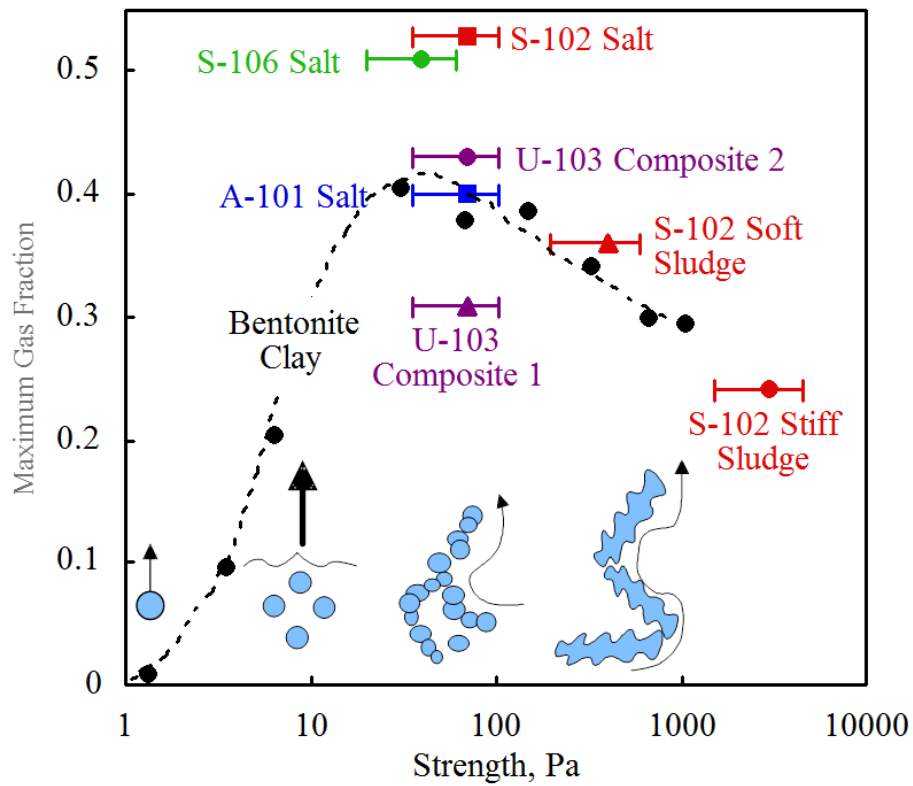 S-102 Salt
S-106 Salt
0.5
U-103 Composite 2
A-101 Salt
0.4
S-102 Soft
Sludge
Maximum Gas Fraction
0.3
Bentonite
Clay
U-103
Composite 1
S-102 Stiff
Sludge
0.2
0.1
0
1
10
100
1000
10000
Strength, Pa